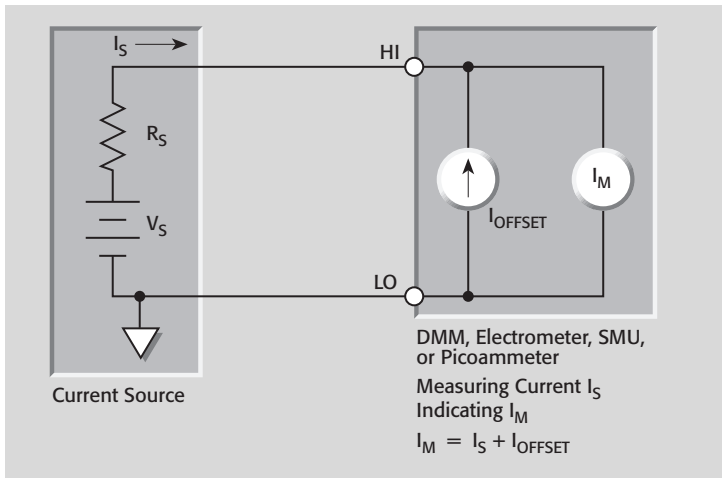 IS
RS
VS
Current Source
HI
LO
IOFFSET
IM
DMM, Electrometer, SMU,
or Picoammeter
Measuring Current IS
Indicating IM
IM = IS + IOFFSET